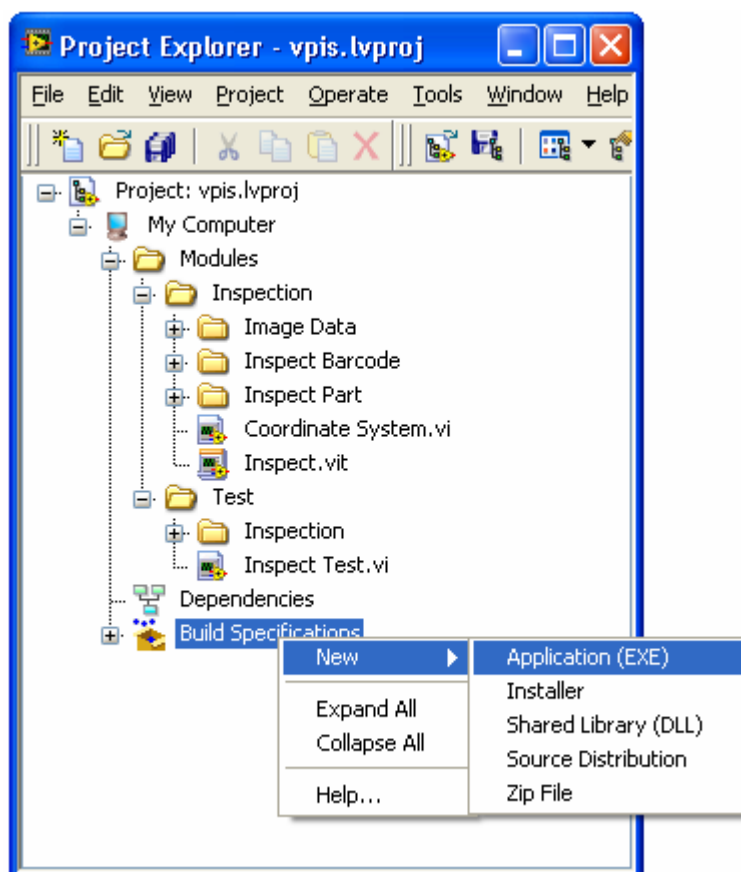 Project Explorer - vpis.lvproj
File Edit View Project Operate Tools Window Help
Project: vpis.lvproj
My Computer
Modules
Inspection
Image Data
Inspect Barcode
Inspect Part
Coordinate System.vi
Inspect.vit
Test
Inspection
Inspect Test.vi
Dependencies
Build Specifications
New
Expand All
Collapse All
Help...
Application (EXE)
Installer
Shared Library (DLL)
Source Distribution
Zip File